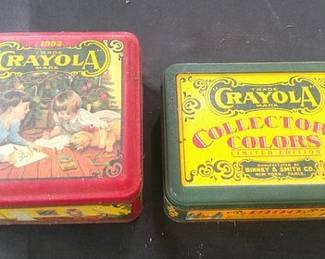 1992
TRADE
CRAYOLA
MARK
TRADE
CRAYOLA
MARK
COLLECTOR
COLORS
LIMITED EDITION
MANUFACTURED BY
BINNEY & SMITH CO.
NEW YORK, PARIS.